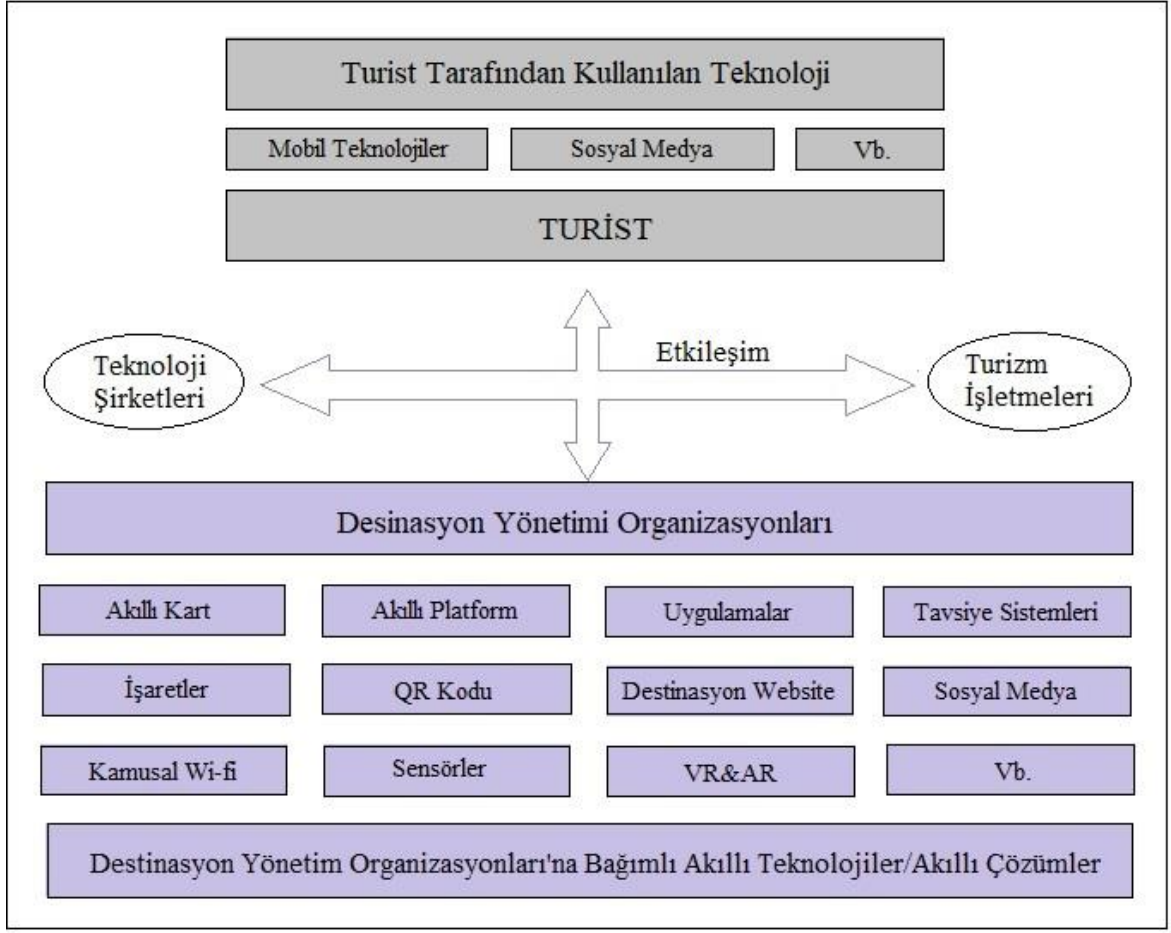 Turist Tarafından Kullanılan Teknoloji
Mobil Teknolojiler
Sosyal Medya
Vb.
TURİST
Etkileşim
Teknoloji
Şirketleri
Turizm
İşletmeleri
Desinasyon Yönetimi Organizasyonları
Akıllı Kart
Akıllı Platform
Uygulamalar
Tavsiye Sistemleri
İşaretler
QR Kodu
Destinasyon Website
Sosyal Medya
Kamusal Wi-fi
Sensörler
VR&AR
Vb.
Destinasyon Yönetim Organizasyonları'na Bağımlı Akıllı Teknolojiler/Akıllı Çözümler